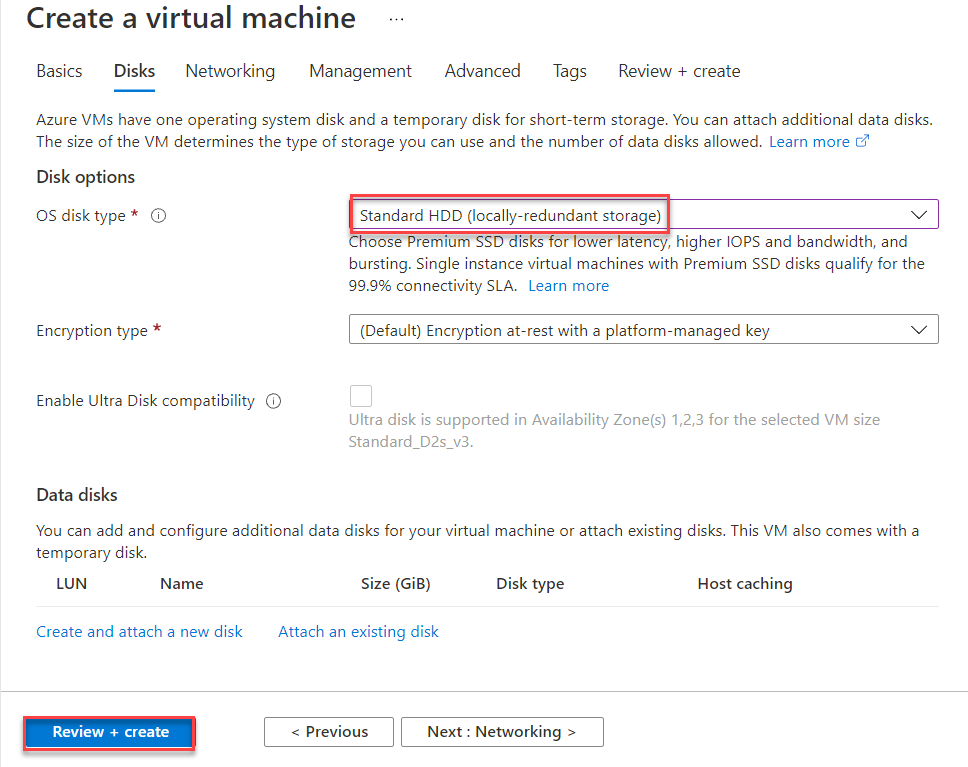 Create a virtual machine ...
Basics Disks Networking Management Advanced Tags Review + create
Azure VMs have one operating system disk and a temporary disk for short-term storage. You can attach additional data disks.
The size of the VM determines the type of storage you can use and the number of data disks allowed. Learn more
Disk options
OS disk type *
Standard HDD (locally-redundant storage)
Choose Premium SSD disks for lower latency, higher IOPS and bandwidth, and
bursting. Single instance virtual machines with Premium SSD disks qualify for the
99.9% connectivity SLA. Learn more
Encryption type *
(Default) Encryption at-rest with a platform-managed key
Enable Ultra Disk compatibility
Ultra disk is supported in Availability Zone(s) 1,2,3 for the selected VM size
Standard_D2s_v3.
Data disks
You can add and configure additional data disks for your virtual machine or attach existing disks. This VM also comes with a
temporary disk.
LUN Name Size (GiB) Disk type Host caching
Create and attach a new disk Attach an existing disk
Review + create < Previous Next : Networking >